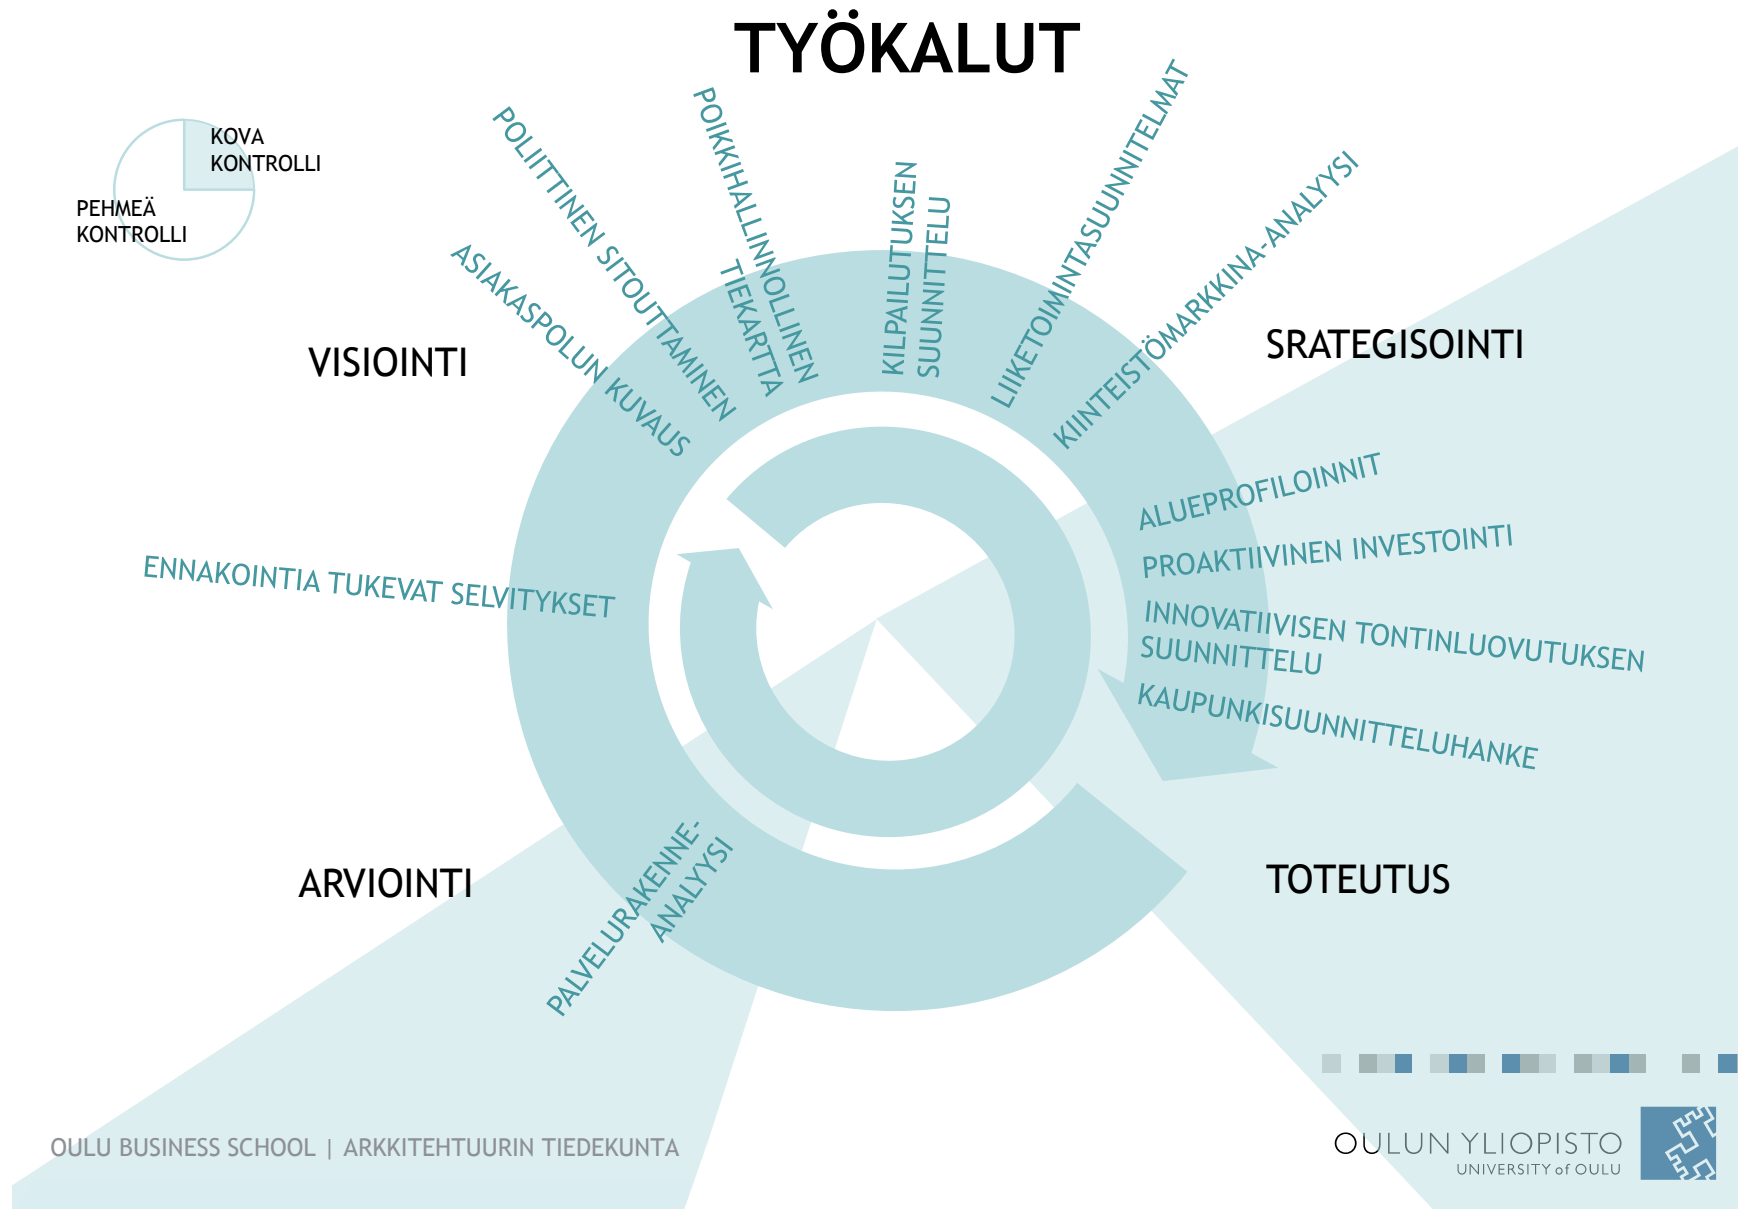 TYÖKALUT
KOVA
KONTROLLI
PEHMEÄ
KONTROLLI
VISIOINTI
ASIAKASPOLUN KUVAUS
POLIITTINEN SITOUTTAMINEN
POIKKIHALLINNOLLINEN
TIEKARTTA
KILPAILUTUKSEN
SUUNNITTELU
LIIKETOIMINTASUUNNITELMAT
KIINTEISTÖMARKKINA-ANALYYSI
SRATEGISOINTI
ALUEPROFILOINNIT
PROAKTIIVINEN INVESTOINTI
INNOVATIIVISEN TONTINLUOVUTUKSEN
SUUNNITTELU
KAUPUNKISUUNNITTELUHANKE
ENNAKOINTIA TUKEVAT SELVITYKSET
ARVIOINTI
PALVELURAKENNE-
ANALYYSI
TOTEUTUS
OULU BUSINESS SCHOOL | ARKKITEHTUURIN TIEDEKUNTA
OULUN YLIOPISTO
UNIVERSITY of OULU